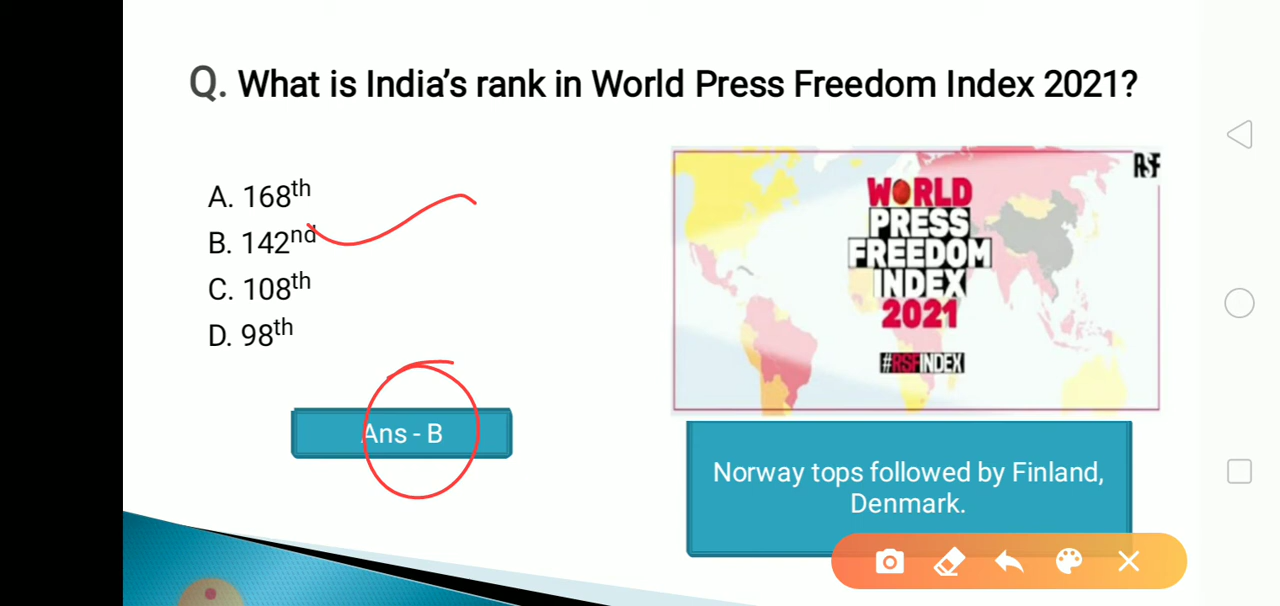 Q. What is India’s rank in World Press Freedom Index 2021?
A. 168th
B. 142nd
C. 108th
D. 98th
Ans - B
RSF
WORLD
PRESS
FREEDOM
INDEX
2021
#RSFINDEX
Norway tops followed by Finland,
Denmark.